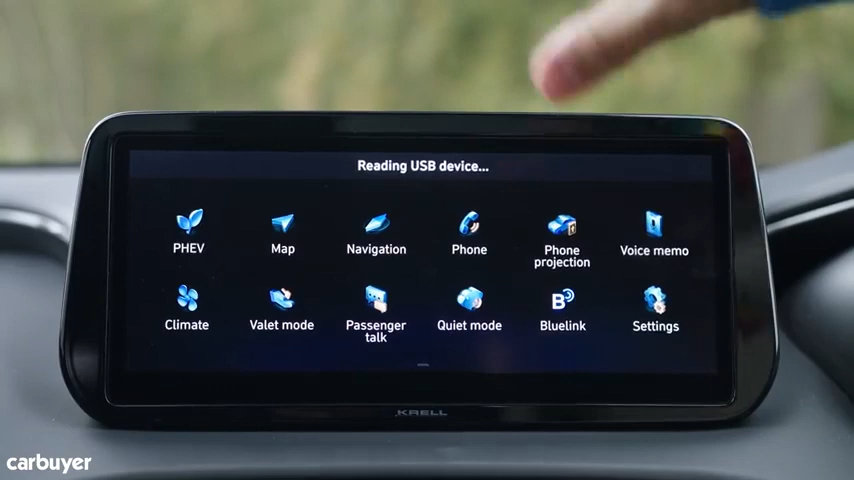 Reading USB device...
PHEV
Map
Navigation
Phone
Phone
projection
Voice memo
Climate
Valet mode
Passenger
talk
Quiet mode
Bluelink
Settings
KRELL
carbuyer